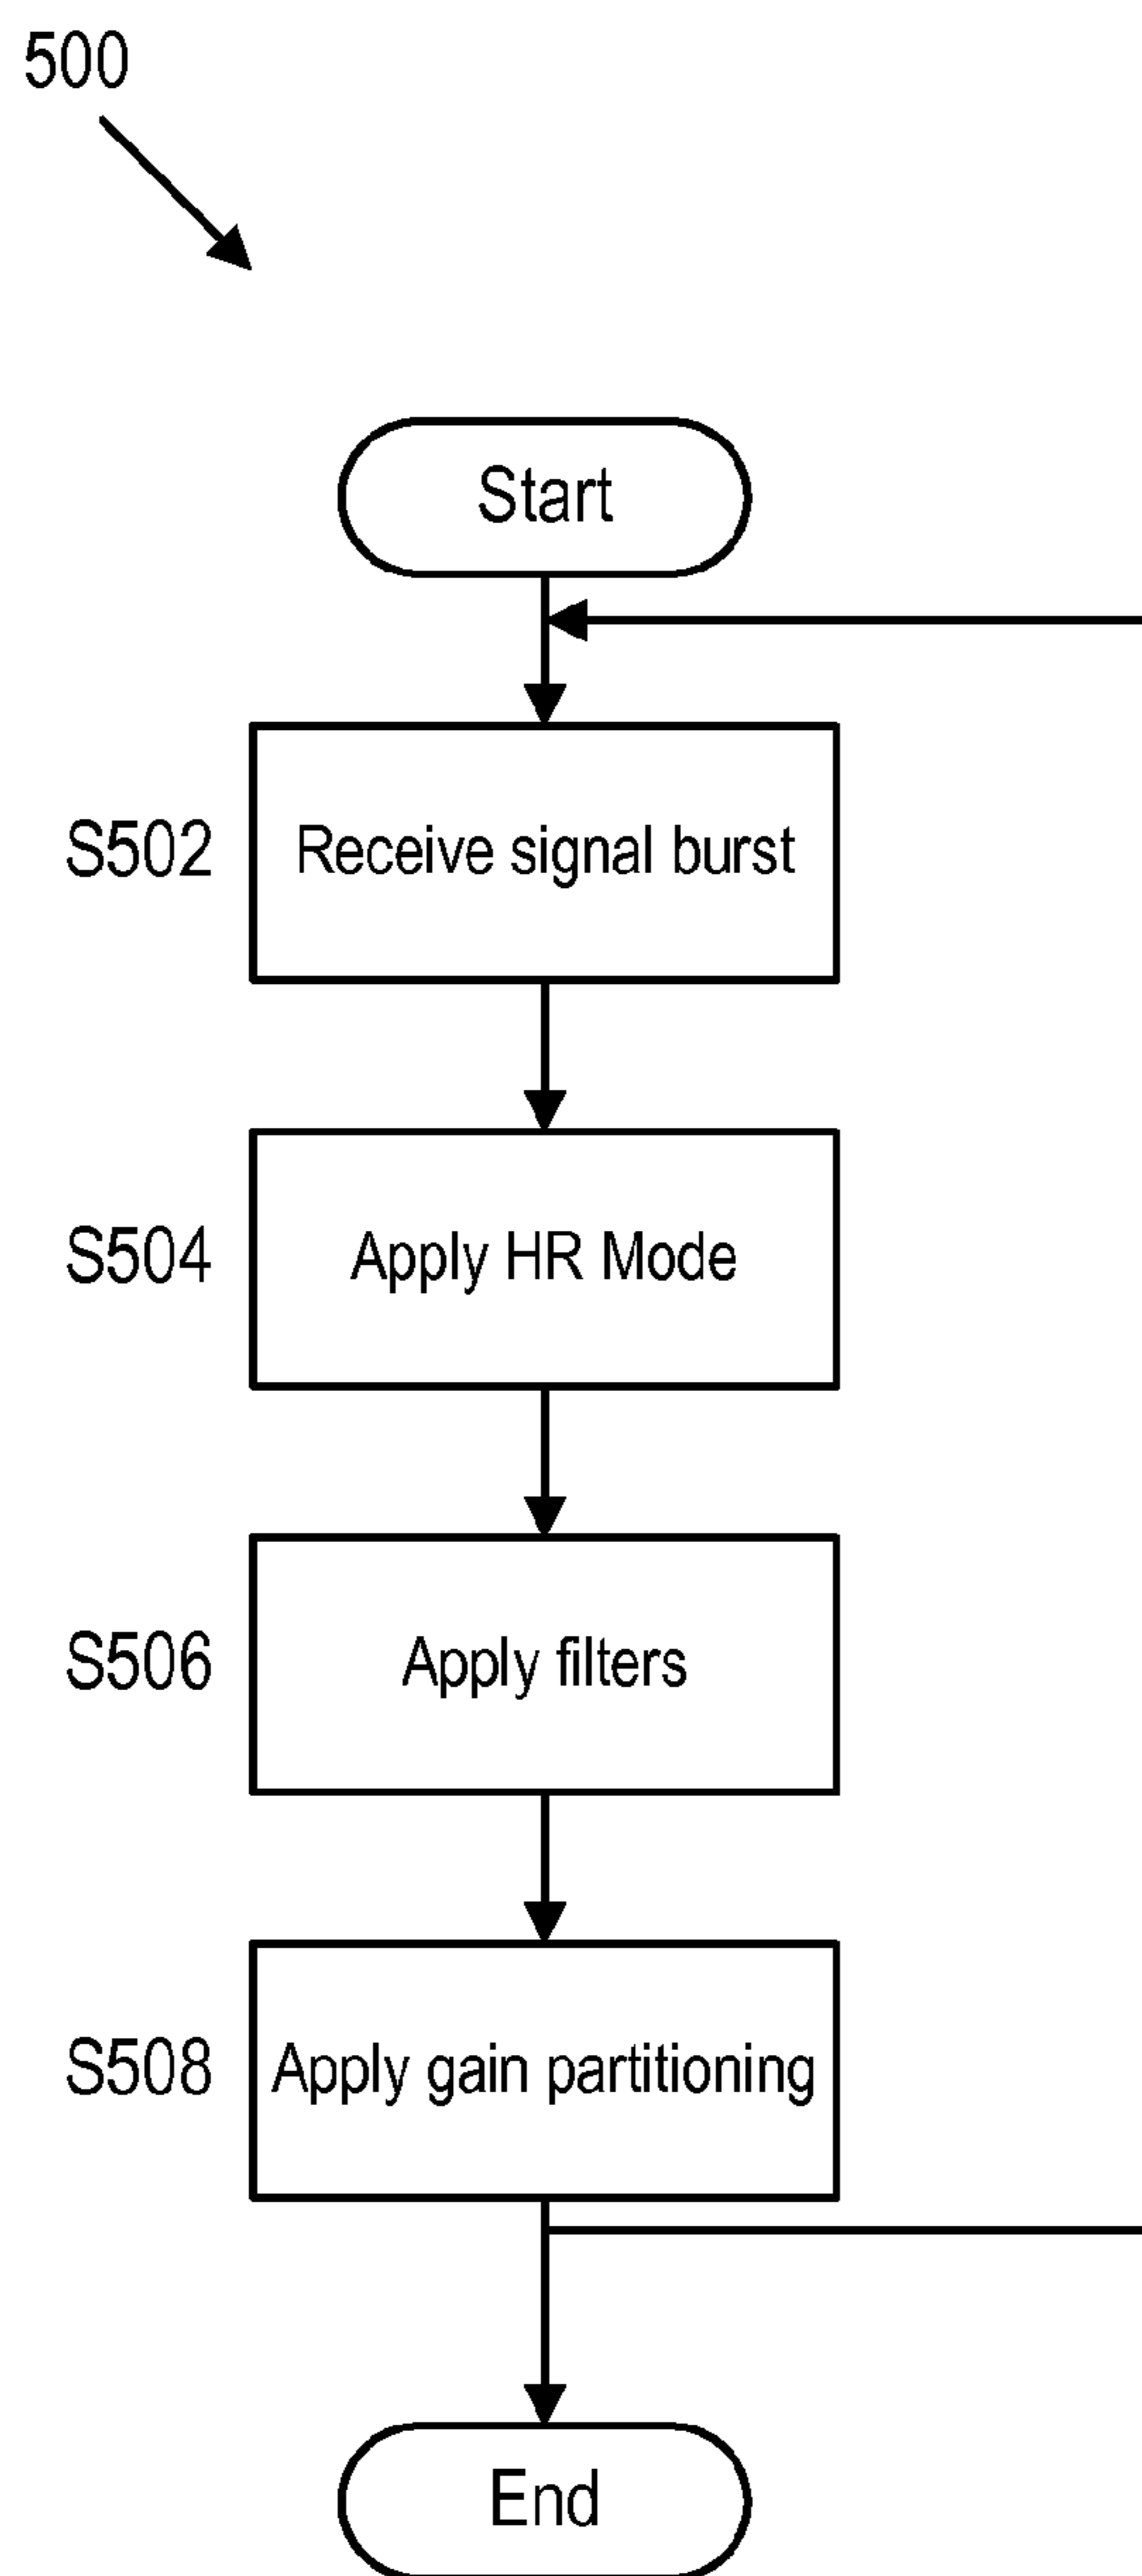 500
Start
S502
Receive signal burst
S504
Apply HR Mode
S506
Apply filters
S508
Apply gain partitioning
End